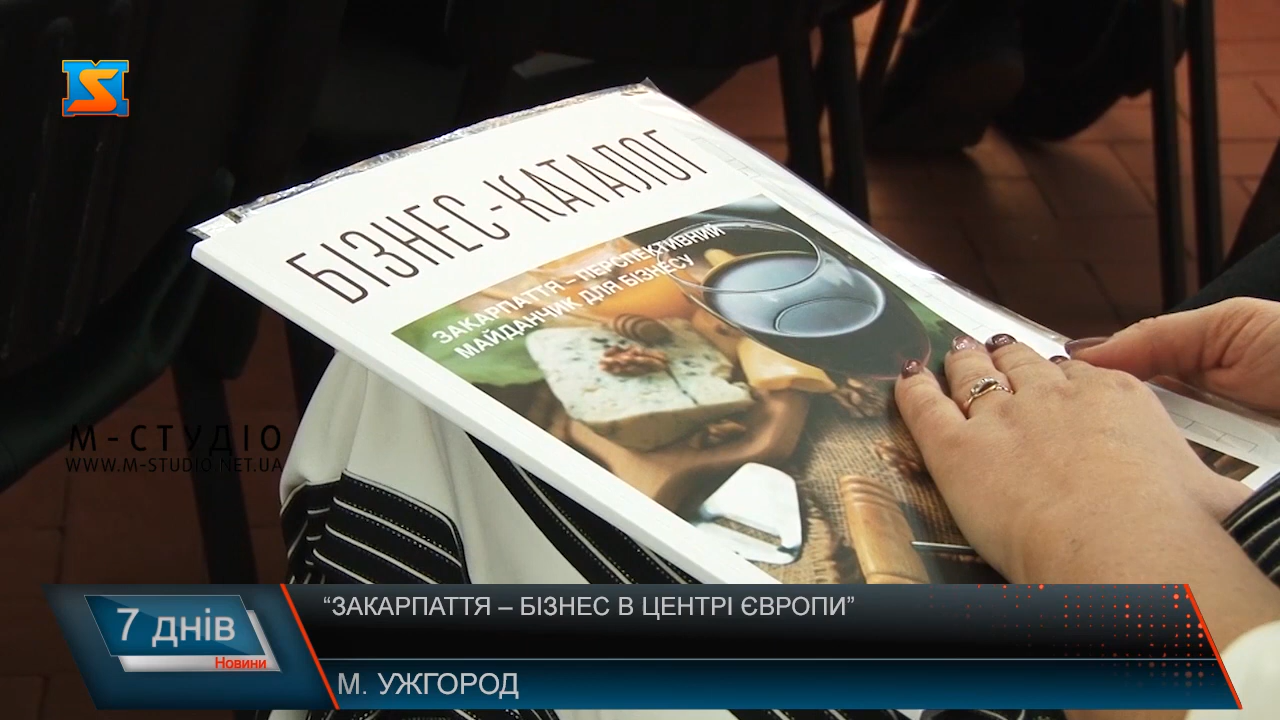 БІЗНЕС-КАТАЛОГ
ЗАКАРПАТТЯ – ПЕРСПЕКТИВНИЙ
МАЙДАНЧИК ДЛЯ БІЗНЕСУ
М-СТУДІО
WWW.M-STUDIO.NET.UA
7 днів
Новини
“ЗАКАРПАТТЯ – БІЗНЕС В ЦЕНТРІ ЄВРОПИ”
М. УЖГОРОД